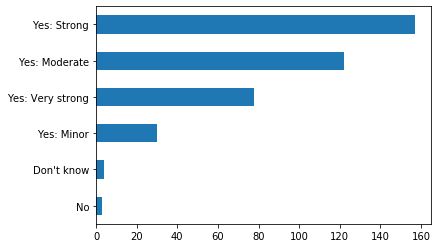 Yes: Strong
Yes: Moderate
Yes: Very strong
Yes: Minor
Don't know
No
0 20 40 60 80 100 120 140 160